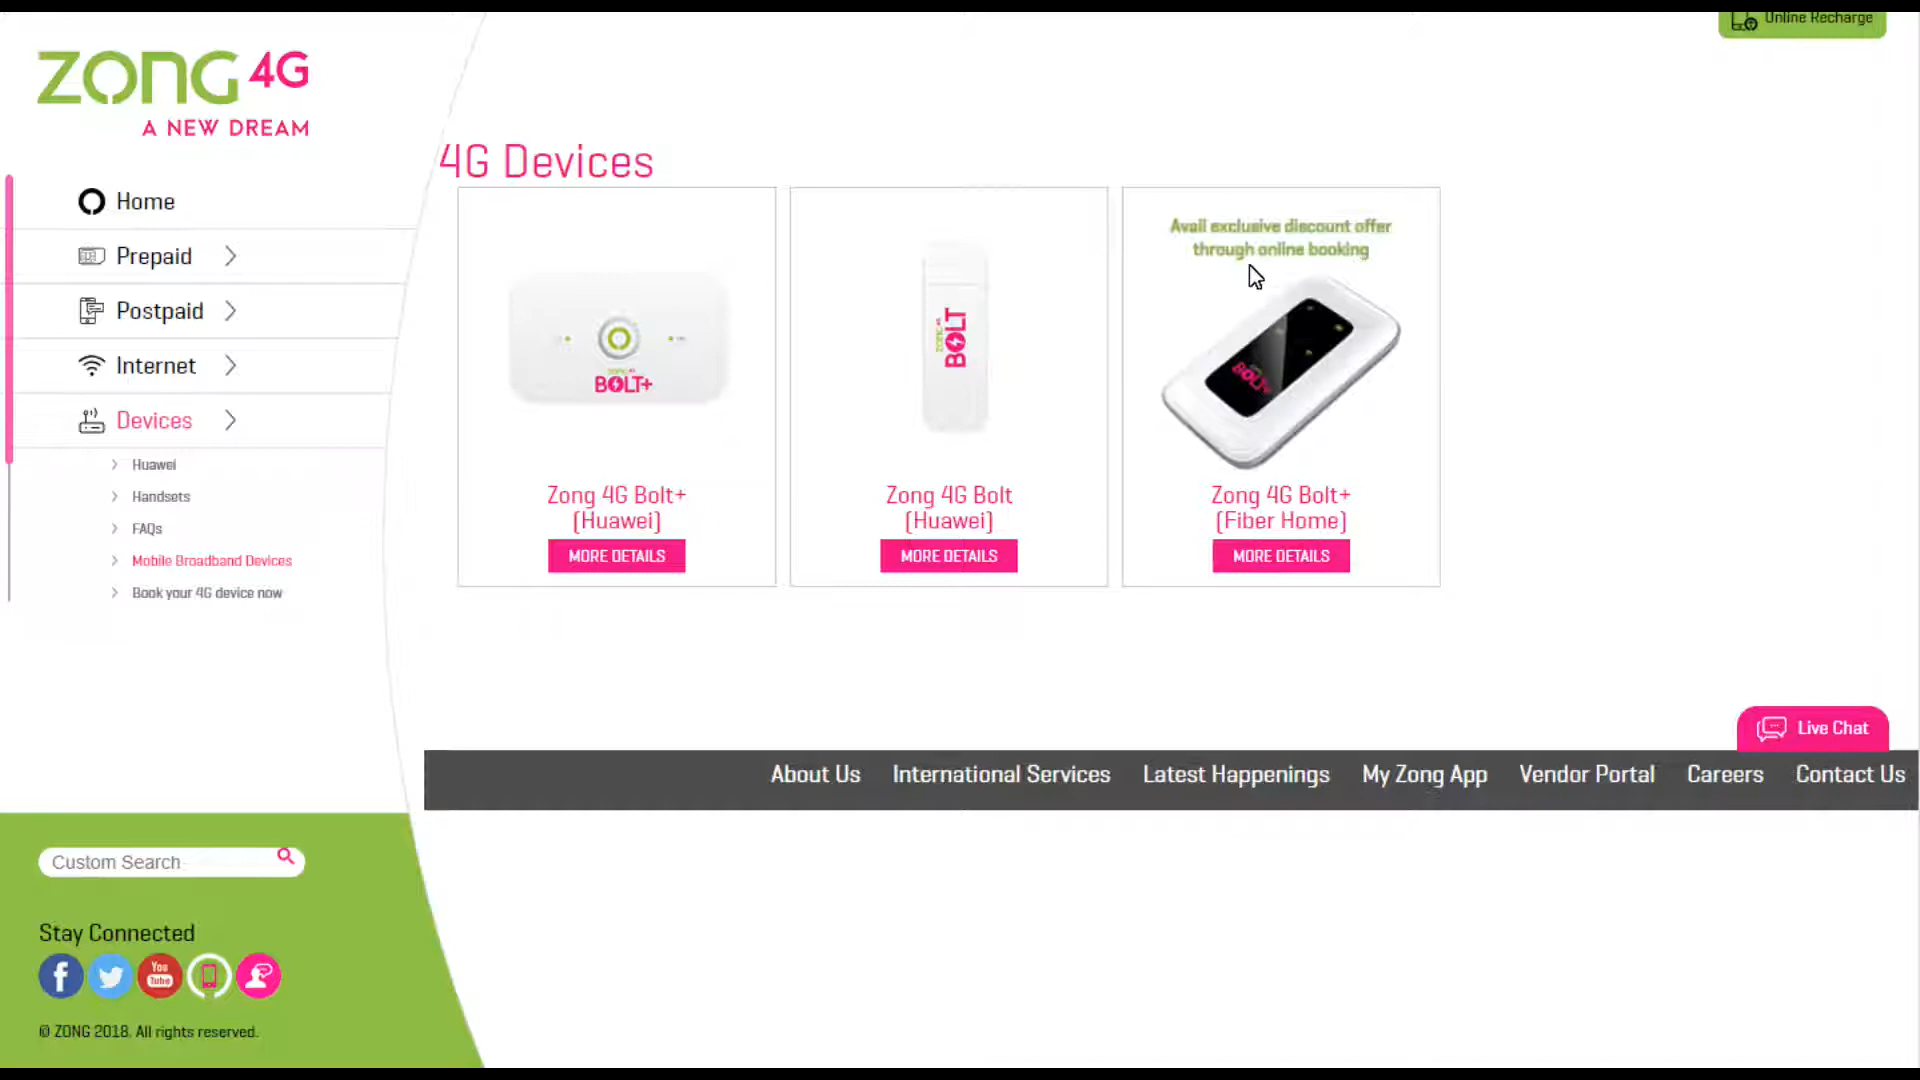 Online Recharge
ZONG 4G
A NEW DREAM
Home
Prepaid
Postpaid
Internet
Devices
Huawei
Handsets
FAQs
Mobile Broadband Devices
Book your 4G device now
4G Devices
ZONG 4G
BOLT+
Zong 4G Bolt+
(Huawei)
MORE DETAILS
ZONG 4G
BOLT
Zong 4G Bolt
(Huawei)
MORE DETAILS
Avail exclusive discount offer
through online booking
BOLT+
Zong 4G Bolt+
(Fiber Home)
MORE DETAILS
Live Chat
About Us International Services Latest Happenings My Zong App Vendor Portal Careers Contact Us
Custom Search
Stay Connected
You
Tube
© ZONG 2018. All rights reserved.